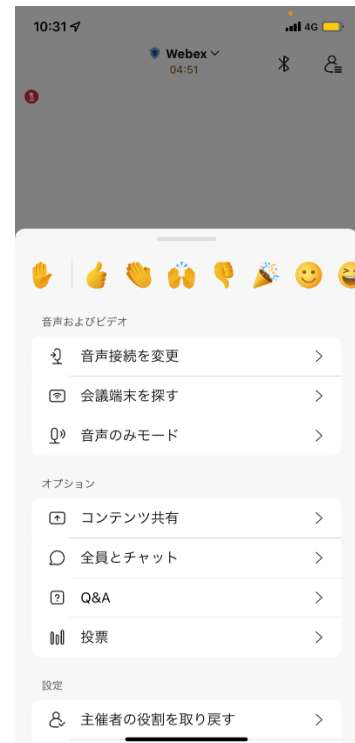 10:31 4G
Webex
04:51
音声およびビデオ
音声接続を変更
会議端末を探す
音声のみモード
オプション
コンテンツ共有
全員とチャット
Q&A
投票
設定
主催者の役割を取り戻す